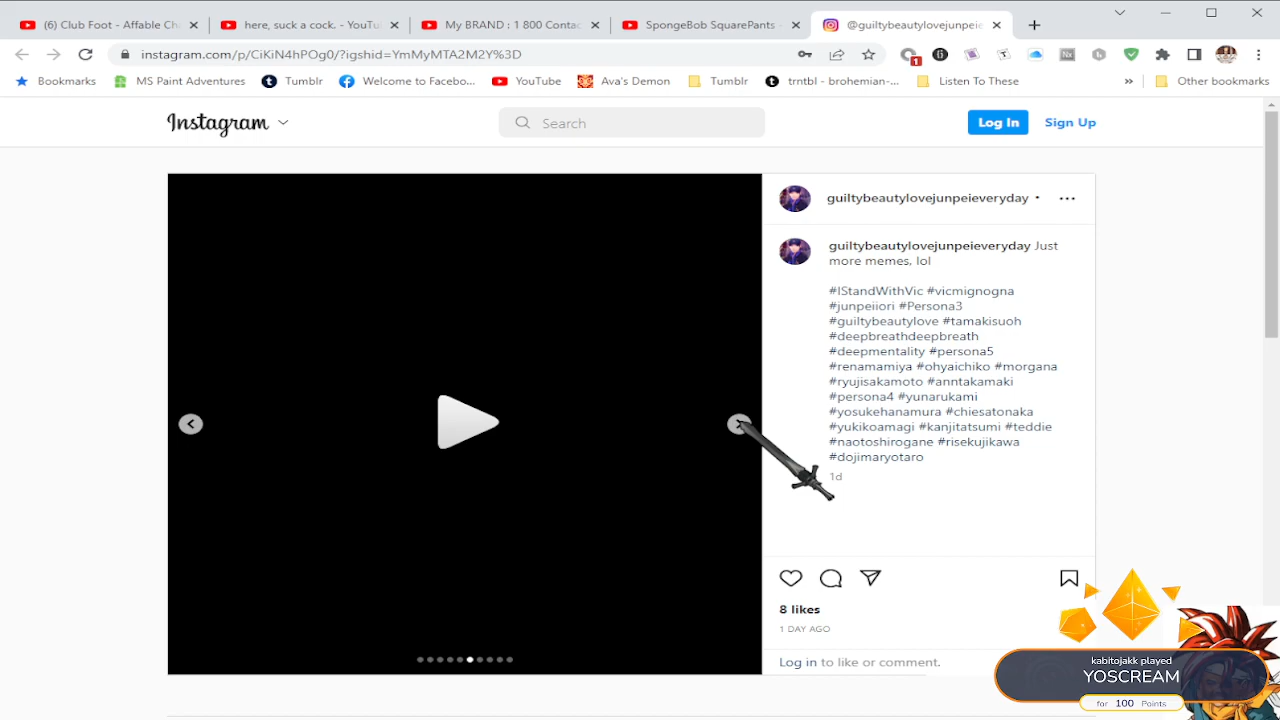 (6) Club Foot - Affable Ch
here, suck a cock. - YouTu
My BRAND ; 1 800 Contac
SpongeBob SquarePants -
@guiltybeautylovejunpei
instagram.com/p/CiKiN4hPOg0/?igshid=YmMyMTA2M2Y%3D
1
Nx
Bookmarks
MS Paint Adventures
Tumblr
Welcome to Facebo...
YouTube
Ava's Demon
Tumblr
trntbl - brohemian-...
Listen To These
»
Other bookmarks
Instagram
Search
Log In
Sign Up
guiltybeautylovejunpeieveryday •
guiltybeautylovejunpeieveryday Just
more memes, lol
#IStandWithVic #vicmignogna
#junpeiiori #Persona3
#guiltybeautylove #tamakisuoh
#deepbreathdeepbreath
#deepmentality #persona5
#renamamiya #ohyaichiko #morgana
#ryujisakamoto #anntakamaki
#persona4 #yunarukami
#yosukehanamura #chiesatonaka
#yukikoamagi #kanjitatsumi #teddie
#naotoshirogane #risekujikawa
#dojimaryotaro
1d
8 likes
1 DAY AGO
Log in to like or comment.
kabitojakk played
YOSCREAM
for 100 Points